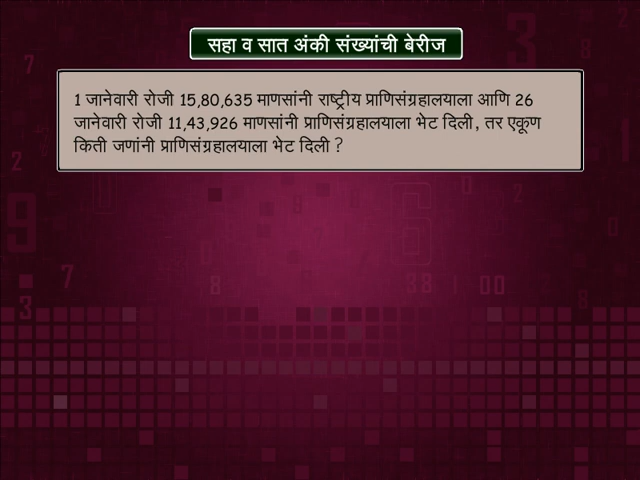 सहा व सात अंकी संख्यांची बेरीज
1 जानेवारी रोजी 15,80,635 माणसांनी राष्ट्रीय प्राणिसंग्रहालयाला आणि 26
जानेवारी रोजी 11,43,926 माणसांनी प्राणिसंग्रहालयाला भेट दिली, तर एकूण
किती जणांनी प्राणिसंग्रहालयाला भेट दिली ?